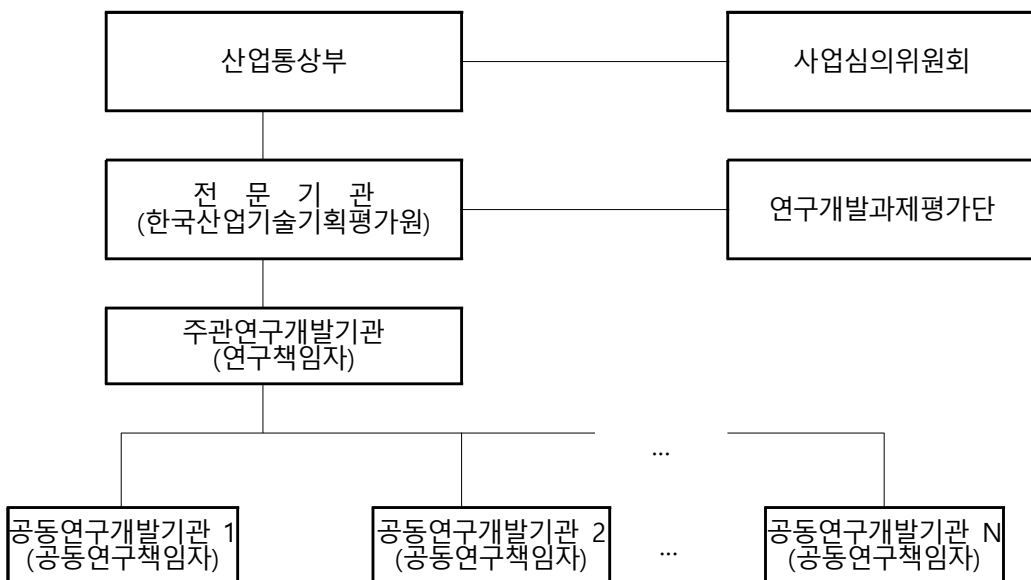 산업통상부
사업심의위원회
전 문 기 관
(한국산업기술기획평가원)
연구개발과제평가단
주관연구개발기관
(연구책임자)
...
공동연구개발기관 1
(공동연구책임자)
공동연구개발기관 2
(공동연구책임자)
...
공동연구개발기관 N
(공동연구책임자)